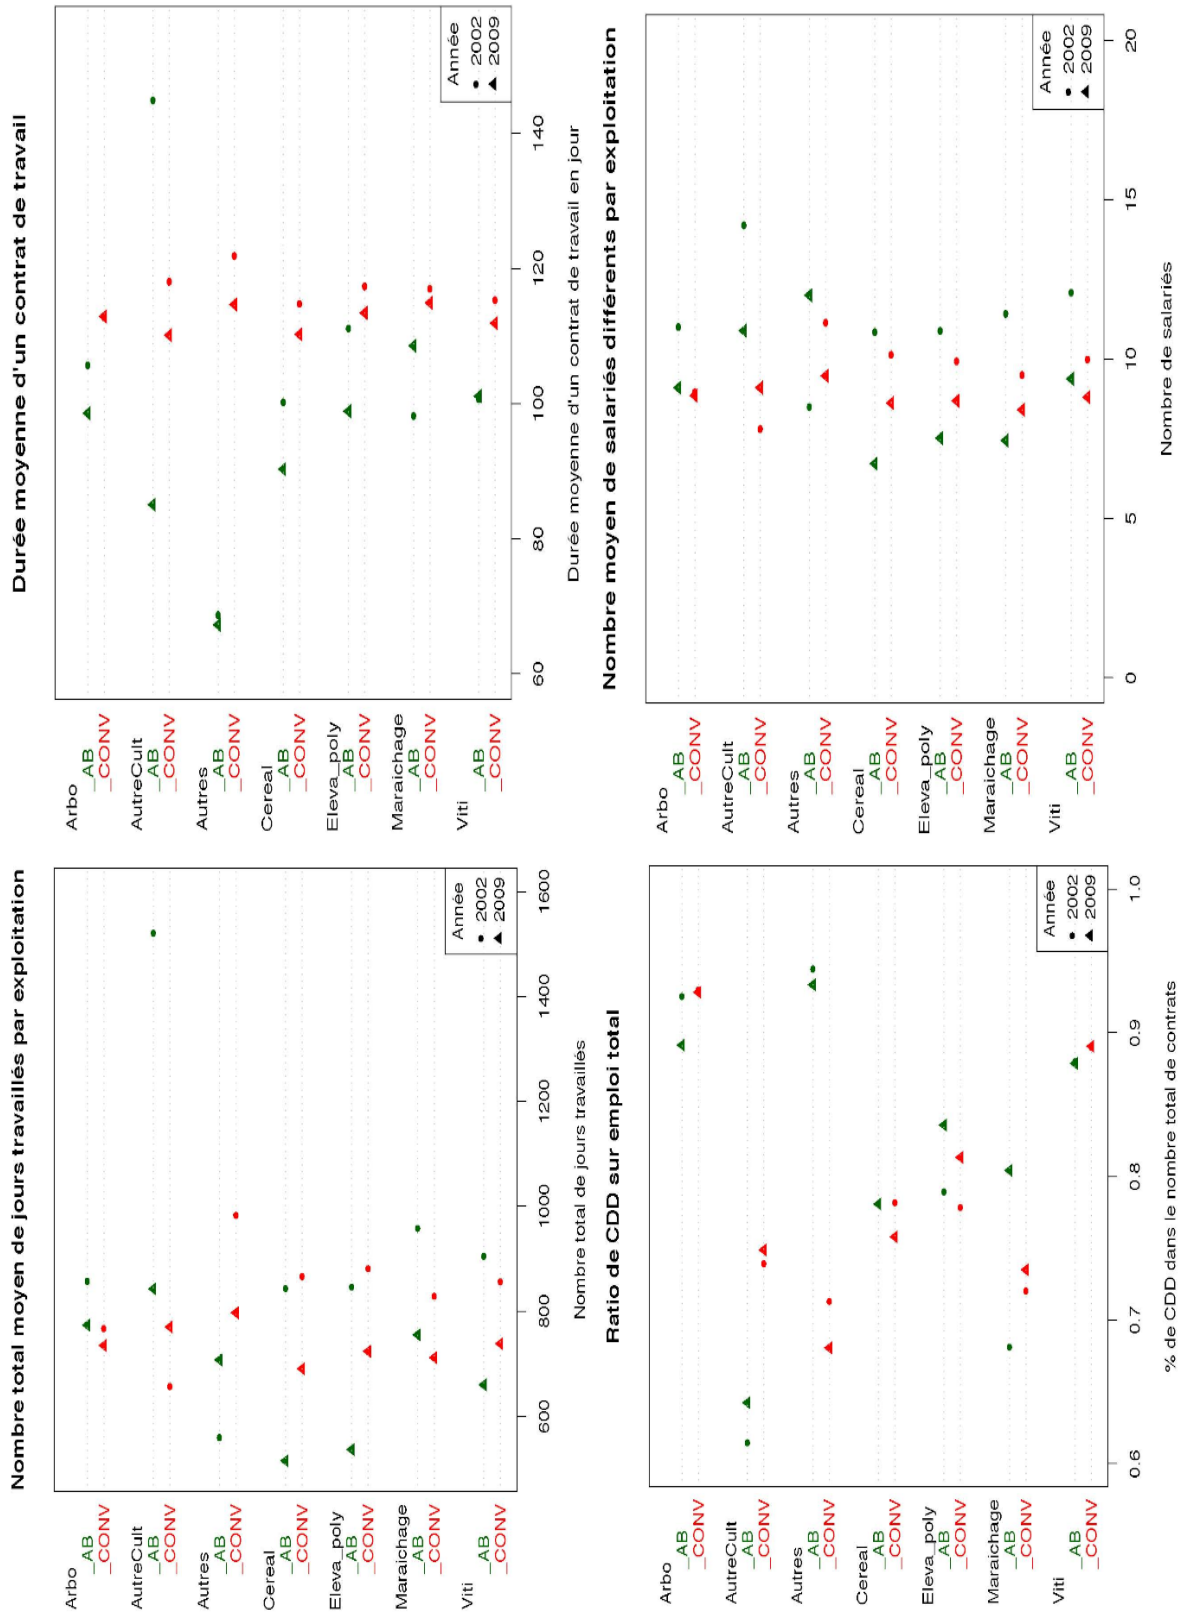 Nombre total moyen de jours travaillés par exploitation
Arbo
_AB
_CONV
AutreCult
_AB
_CONV
Autres
_AB
_CONV
Cereal
_AB
_CONV
Eleva_poly
_AB
_CONV
Maraichage
_AB
_CONV
Viti
_AB
_CONV
Année
2002
2009
600
800
1000
1200
1400
1600
Nombre total de jours travaillés
Durée moyenne d'un contrat de travail
Arbo
_AB
_CONV
AutreCult
_AB
_CONV
Autres
_AB
_CONV
Cereal
_AB
_CONV
Eleva_poly
_AB
_CONV
Maraichage
_AB
_CONV
Viti
_AB
_CONV
Année
2002
2009
60
80
100
120
140
Durée moyenne d'un contrat de travail en jour
Ratio de CDD sur emploi total
Arbo
_AB
_CONV
AutreCult
_AB
_CONV
Autres
_AB
_CONV
Cereal
_AB
_CONV
Eleva_poly
_AB
_CONV
Maraichage
_AB
_CONV
Viti
_AB
_CONV
Année
2002
2009
0.6
0.7
0.8
0.9
1.0
% de CDD dans le nombre total de contrats
Nombre moyen de salariés différents par exploitation
Arbo
_AB
_CONV
AutreCult
_AB
_CONV
Autres
_AB
_CONV
Cereal
_AB
_CONV
Eleva_poly
_AB
_CONV
Maraichage
_AB
_CONV
Viti
_AB
_CONV
Année
2002
2009
0
5
10
15
20
Nombre de salariés